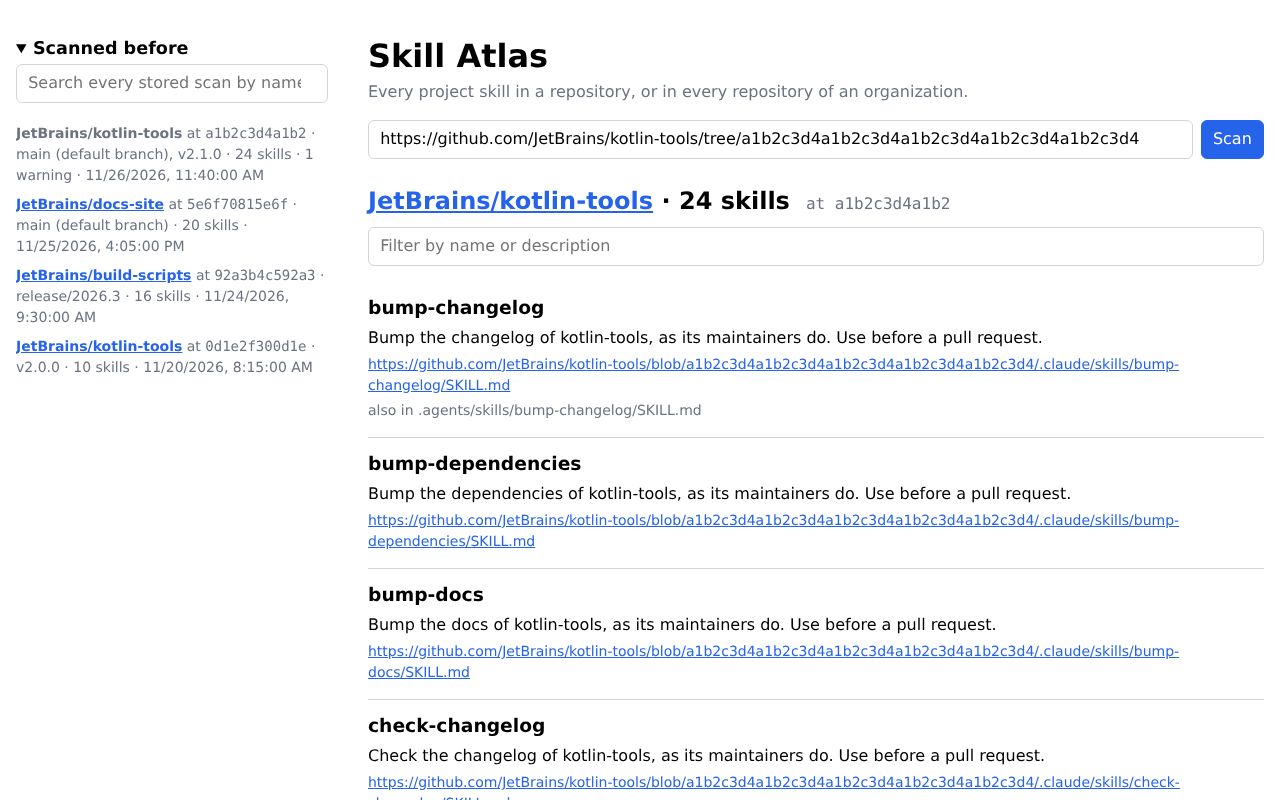 ▼ Scanned before
Search every stored scan by name
JetBrains/kotlin-tools at a1b2c3d4a1b2 ·
main (default branch), v2.1.0 · 24 skills · 1
warning · 11/26/2026, 11:40:00 AM
JetBrains/docs-site at 5e6f70815e6f ·
main (default branch) · 20 skills ·
11/25/2026, 4:05:00 PM
JetBrains/build-scripts at 92a3b4c592a3 ·
release/2026.3 · 16 skills · 11/24/2026,
9:30:00 AM
JetBrains/kotlin-tools at 0d1e2f300d1e ·
v2.0.0 · 10 skills · 11/20/2026, 8:15:00 AM
Skill Atlas
Every project skill in a repository, or in every repository of an organization.
https://github.com/JetBrains/kotlin-tools/tree/a1b2c3d4a1b2c3d4a1b2c3d4a1b2c3d4a1b2c3d4
Scan
JetBrains/kotlin-tools · 24 skills at a1b2c3d4a1b2
Filter by name or description
bump-changelog
Bump the changelog of kotlin-tools, as its maintainers do. Use before a pull request.
https://github.com/JetBrains/kotlin-tools/blob/a1b2c3d4a1b2c3d4a1b2c3d4a1b2c3d4a1b2c3d4/.claude/skills/bump-
changelog/SKILL.md
also in .agents/skills/bump-changelog/SKILL.md
bump-dependencies
Bump the dependencies of kotlin-tools, as its maintainers do. Use before a pull request.
https://github.com/JetBrains/kotlin-tools/blob/a1b2c3d4a1b2c3d4a1b2c3d4a1b2c3d4a1b2c3d4/.claude/skills/bump-
dependencies/SKILL.md
bump-docs
Bump the docs of kotlin-tools, as its maintainers do. Use before a pull request.
https://github.com/JetBrains/kotlin-tools/blob/a1b2c3d4a1b2c3d4a1b2c3d4a1b2c3d4a1b2c3d4/.claude/skills/bump-
docs/SKILL.md
check-changelog
Check the changelog of kotlin-tools, as its maintainers do. Use before a pull request.
https://github.com/JetBrains/kotlin-tools/blob/a1b2c3d4a1b2c3d4a1b2c3d4a1b2c3d4a1b2c3d4/.claude/skills/check-